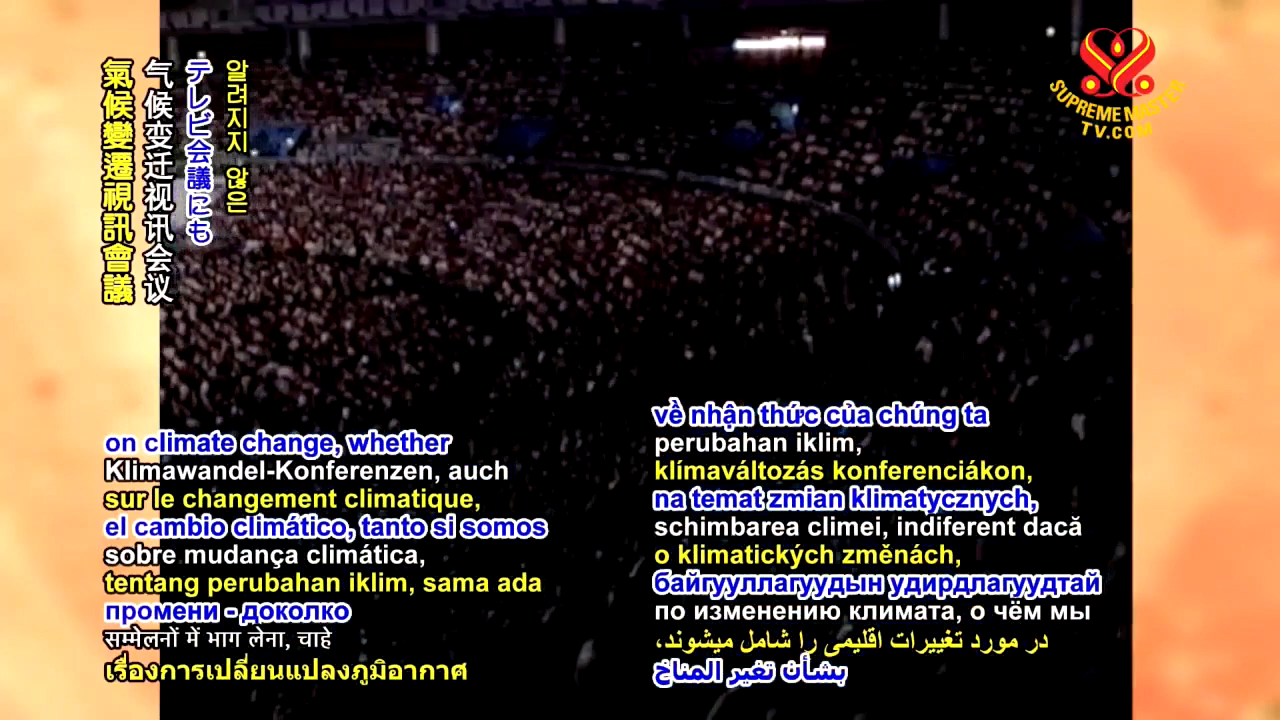 氣候變遷視訊會議
气候变迁视讯会议
テレビ会議にも
알려지지 않은
SUPREME MASTER
TV.COM
on climate change, whether
Klimawandel-Konferenzen, auch
sur le changement climatique,
el cambio climático, tanto si somos
sobre mudança climática,
tentang perubahan iklim, sama ada
промени - доколко
सम्मेलनों में भाग लेना, चाहे
เรื่องการเปลี่ยนแปลงภูมิอากาศ
về nhận thức của chúng ta
perubahan iklim,
klímaváltozás konferenciákon,
na temat zmian klimatycznych,
schimbarea climei, indiferent dacă
o klimatických změnách,
байгууллагуудын удирдлагуудтай
по изменению климата, о чём мы
در مورد تغییرات اقلیمی را شامل میشوند،
بشأن تغير المناخ